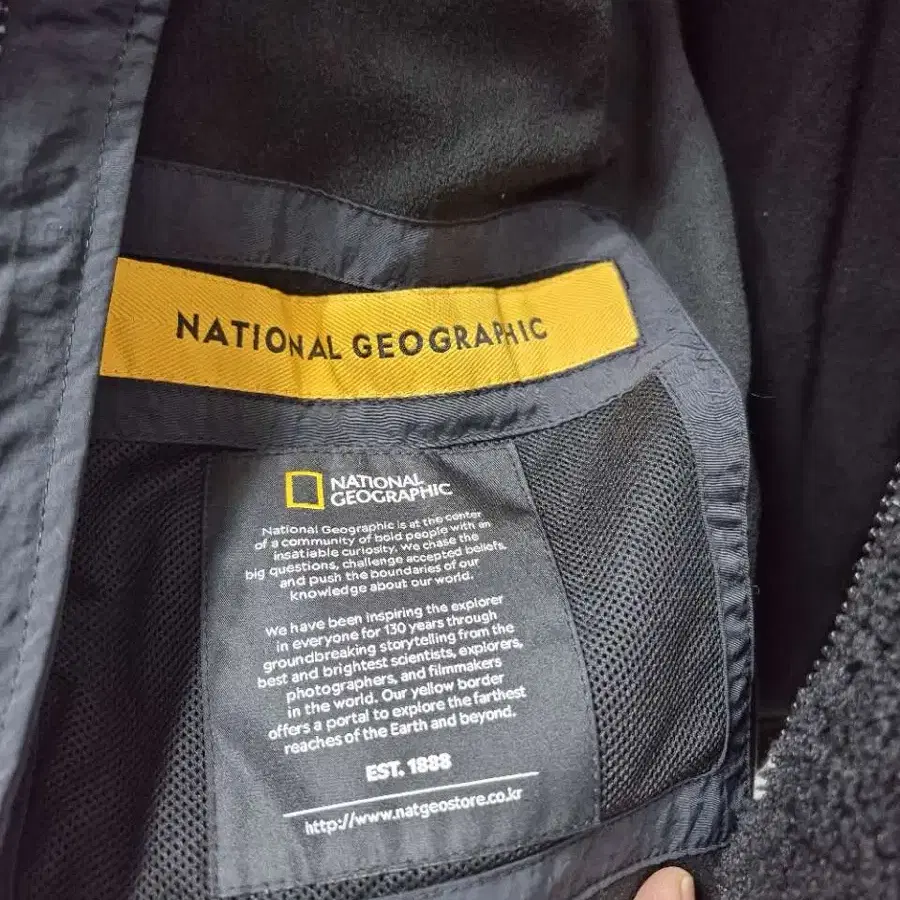 NATIONAL GEOGRAPHIC
NATIONAL
GEOGRAPHIC
National Geographic is at the center
of a community of bold people with an
insatiable curiosity. We chase the
big questions, challenge accepted beliefs,
and push the boundaries of our
knowledge about our world.
We have been inspiring the explorer
in everyone for 130 years through
groundbreaking storytelling from the
best and brightest scientists, explorers,
photographers, and filmmakers
in the world. Our yellow border
offers a portal to explore the farthest
reaches of the Earth and beyond.
EST. 1888
http://www.natgeostore.co.kr